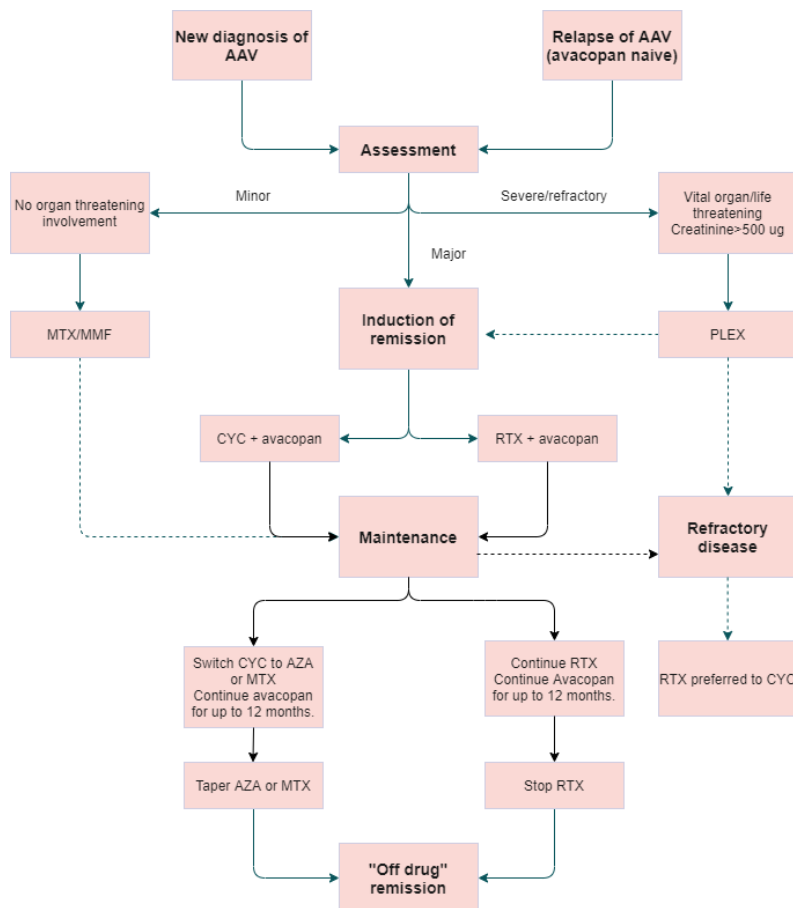 New diagnosis of
AAV
Relapse of AAV
(avacopan naive)
Assessment
Minor
Severe/refractory
No organ threatening
involvement
Vital organ/life
threatening
Creatinine>500 ug
Major
MTX/MMF
Induction of
remission
PLEX
CYC + avacopan
RTX + avacopan
Maintenance
Refractory
disease
Switch CYC to AZA
or MTX
Continue avacopan
for up to 12 months.
Continue RTX
Continue Avacopan
for up to 12 months.
RTX preferred to CYC
Taper AZA or MTX
Stop RTX
"Off drug"
remission